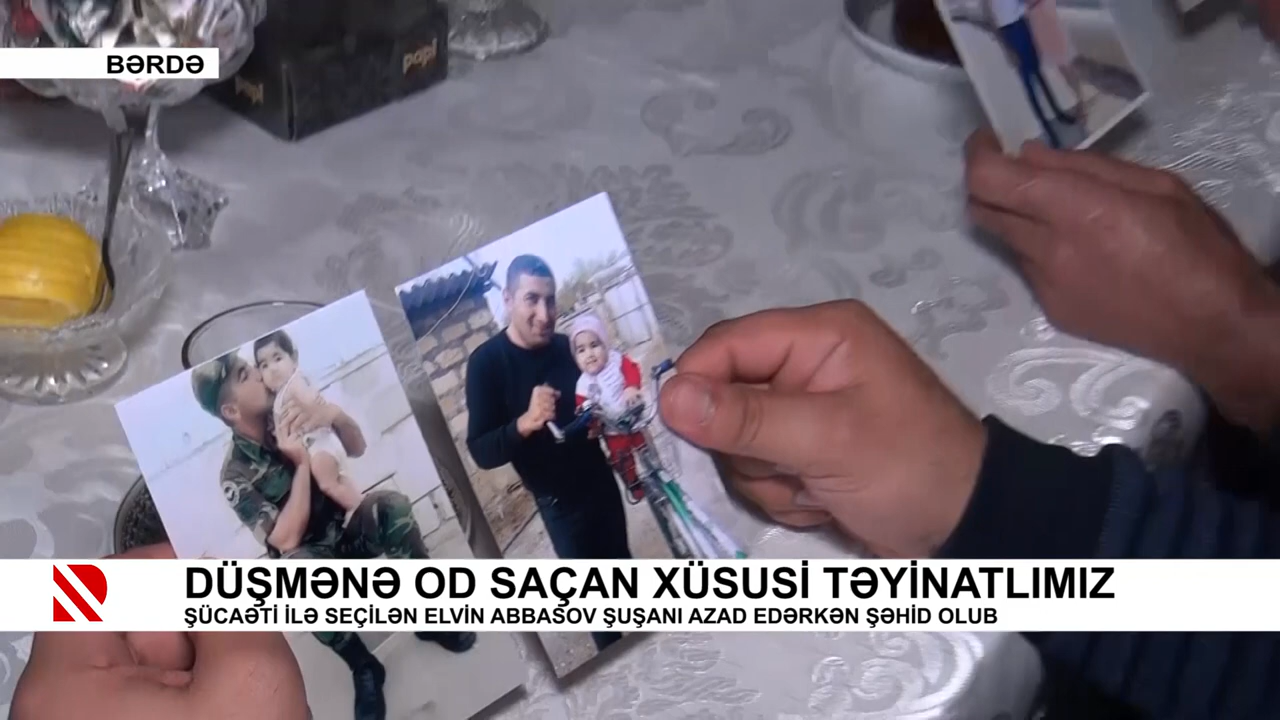 BƏRDƏ
papi
papi
DÜŞMƏNƏ OD SAÇAN XÜSUSİ TƏYİNATLIMIZ
ŞÜCAƏTİ İLƏ SEÇİLƏN ELVİN ABBASOV ŞUŞANI AZAD EDƏRKƏN ŞƏHİD OLUB